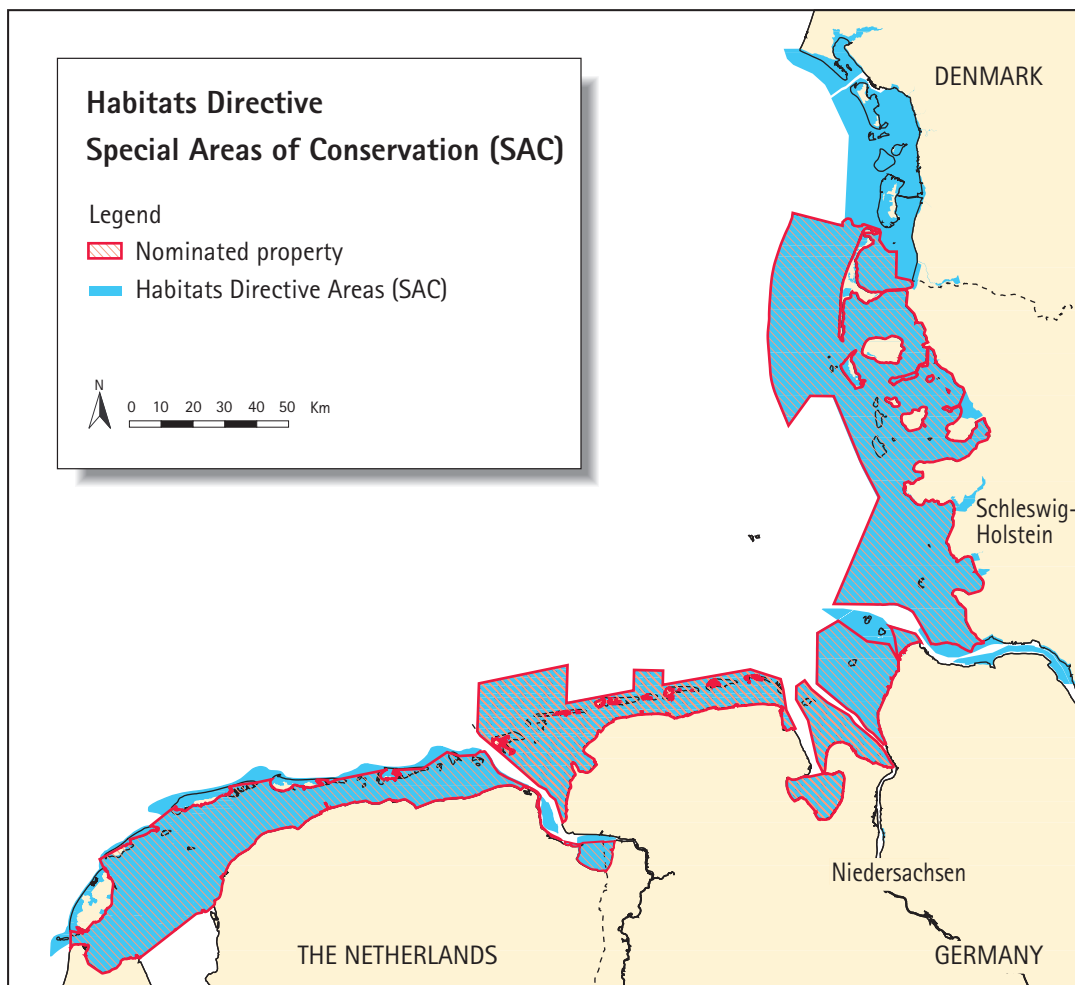 Habitats Directive
Special Areas of Conservation (SAC)
Legend
Nominated property
Habitats Directive Areas (SAC)
N
0 10 20 30 40 50 Km
DENMARK
Schleswig-
Holstein
Niedersachsen
THE NETHERLANDS
GERMANY